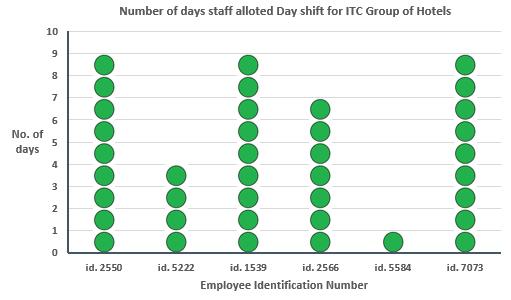 Number of days staff alloted Day shift for ITC Group of Hotels
10
9
8
7
6
5
4
3
2
1
0
No. of
days
id. 2550 id. 5222 id. 1539 id. 2566 id. 5584 id. 7073
Employee Identification Number